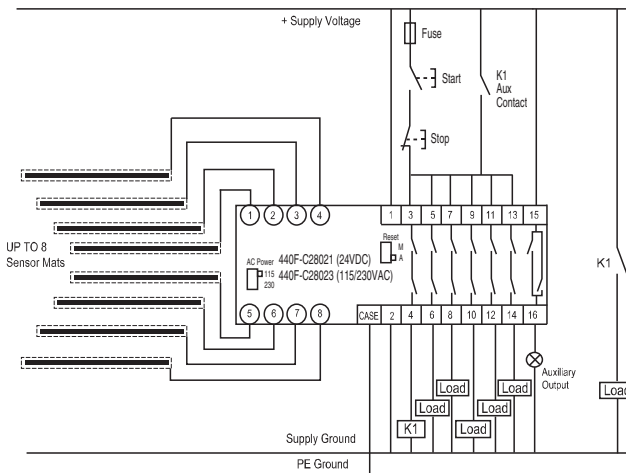 + Supply Voltage
Fuse
Start
K1
Aux
Contact
Stop
1 2 3 4
1 3 5 7 9 11 13 15
Reset
M
A
UP TO 8
Sensor Mats
AC Power
115
230
440F-C28021 (24VDC)
440F-C28023 (115/230VAC)
K1
5 6 7 8
CASE 2 4 6 8 10 12 14 16
Auxiliary
Output
Load
Load
Load
Load
Load
K1
Load
Supply Ground
PE Ground